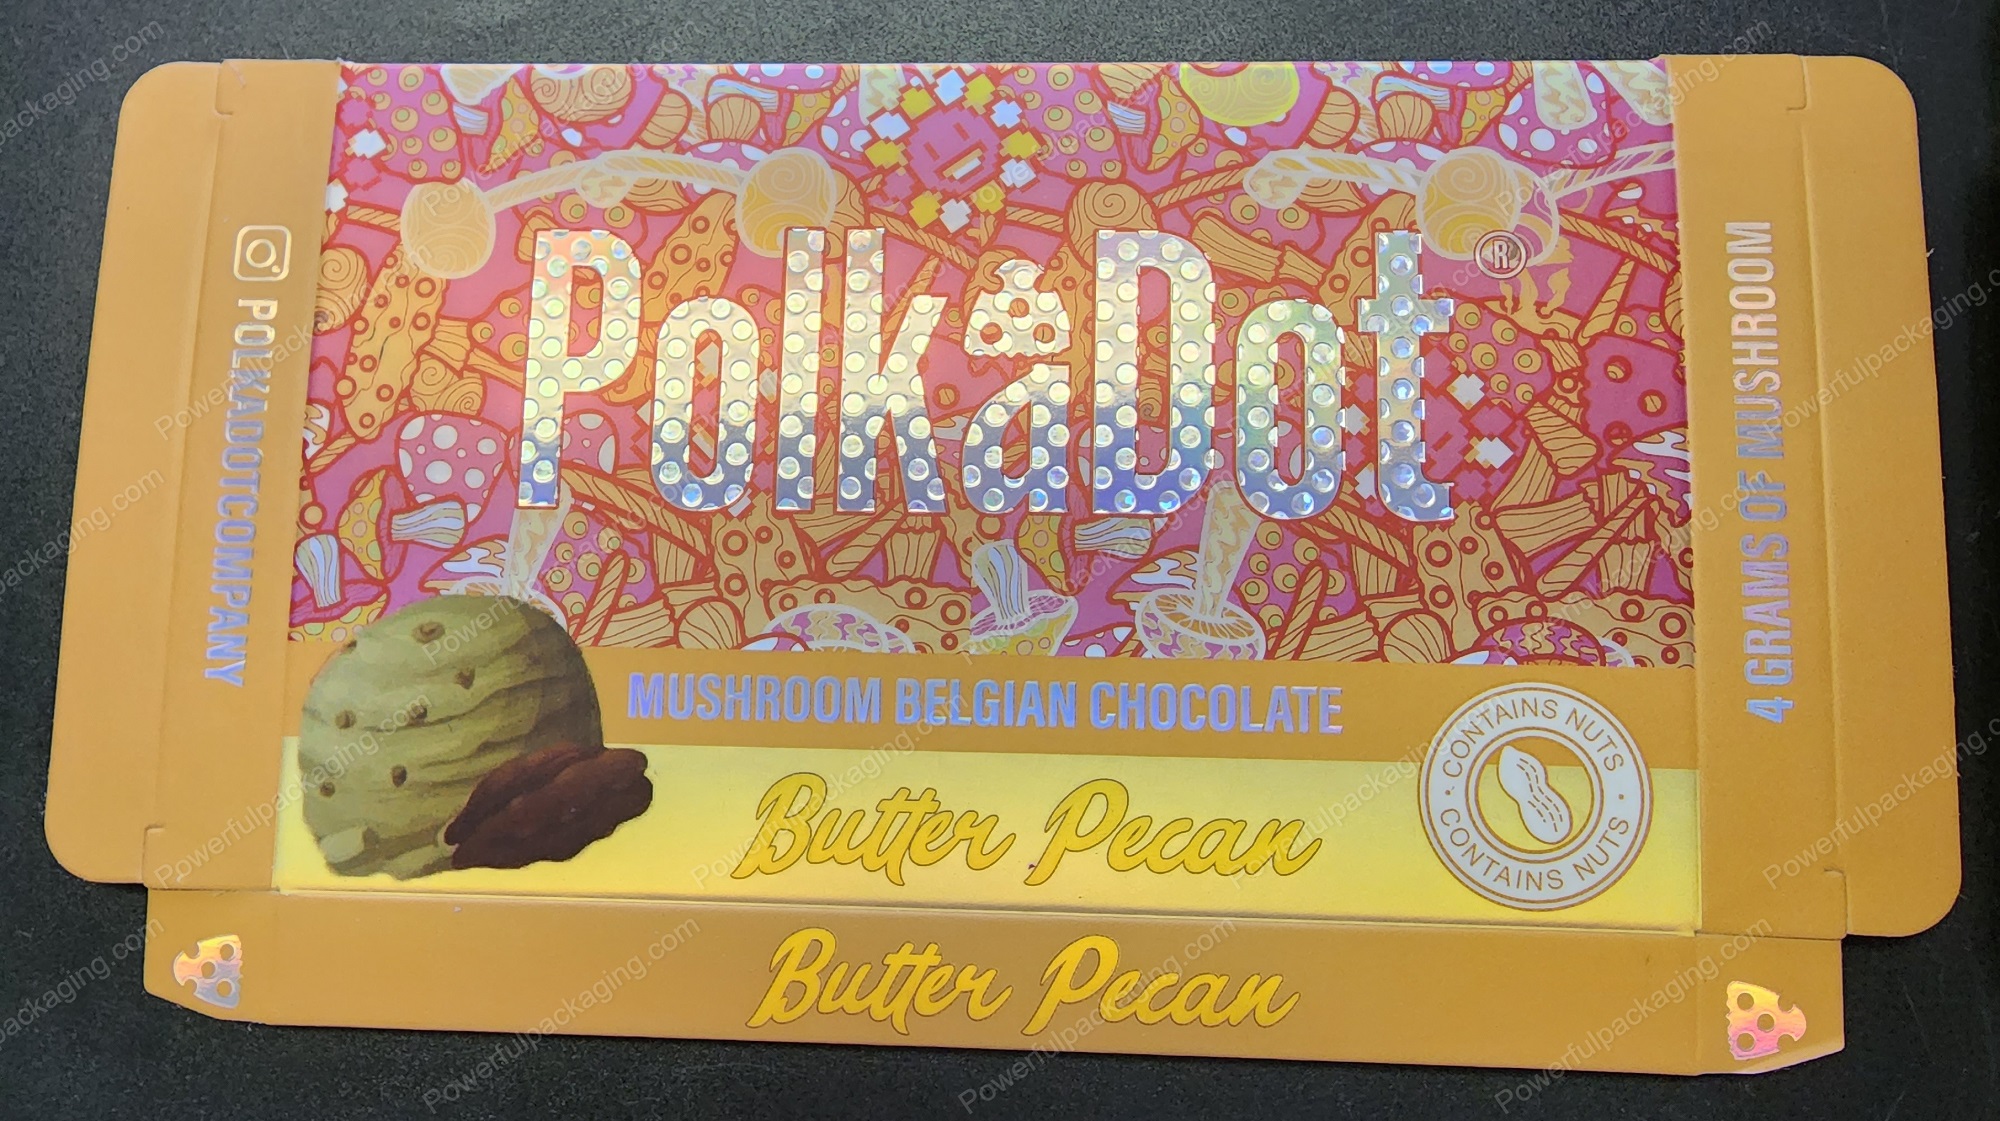 PolkaDot®
MUSHROOM BELGIAN CHOCOLATE
Butter Pecan
CONTAINS NUTS · CONTAINS NUTS ·
Butter Pecan
POLKADOTCOMPANY
4 GRAMS OF MUSHROOM
Powerfulpackaging.com